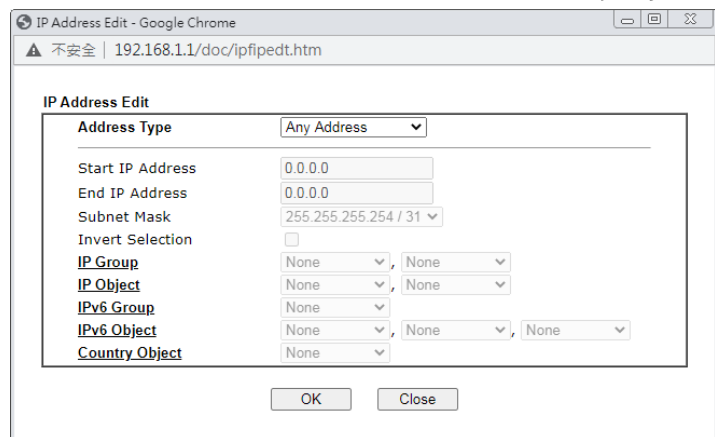 IP Address Edit - Google Chrome
不安全 | 192.168.1.1/doc/ipfipedt.htm
IP Address Edit
Address Type Any Address
Start IP Address 0.0.0.0
End IP Address 0.0.0.0
Subnet Mask 255.255.255.254 / 31
Invert Selection
IP Group None , None
IP Object None , None
IPv6 Group None
IPv6 Object None , None , None
Country Object None
OK Close